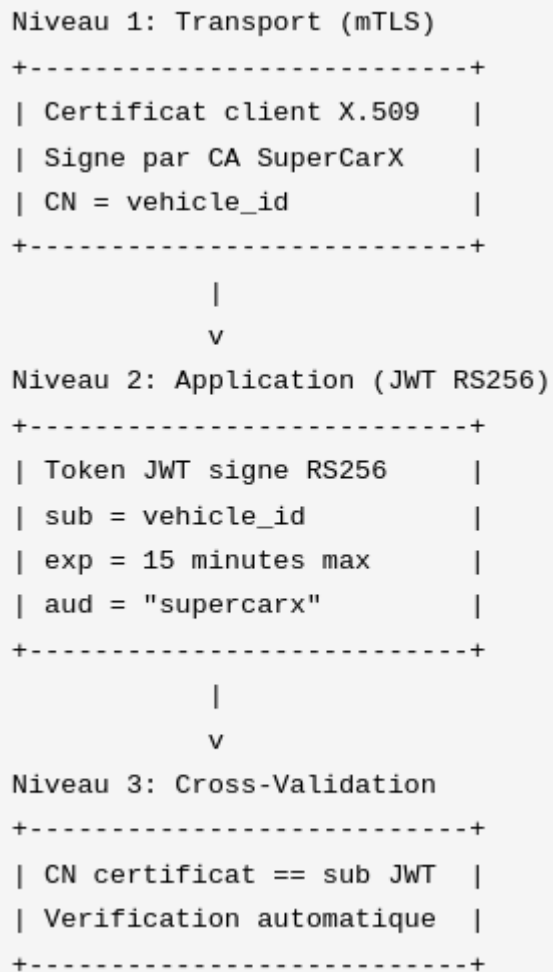 Niveau 1: Transport (mTLS)
+---------------------------+
| Certificat client X.509   |
| Signe par CA SuperCarX    |
| CN = vehicle_id           |
+---------------------------+
            |
            v
Niveau 2: Application (JWT RS256)
+---------------------------+
| Token JWT signe RS256     |
| sub = vehicle_id          |
| exp = 15 minutes max      |
| aud = "supercarx"         |
+---------------------------+
            |
            v
Niveau 3: Cross-Validation
+---------------------------+
| CN certificat == sub JWT  |
| Verification automatique  |
+---------------------------+